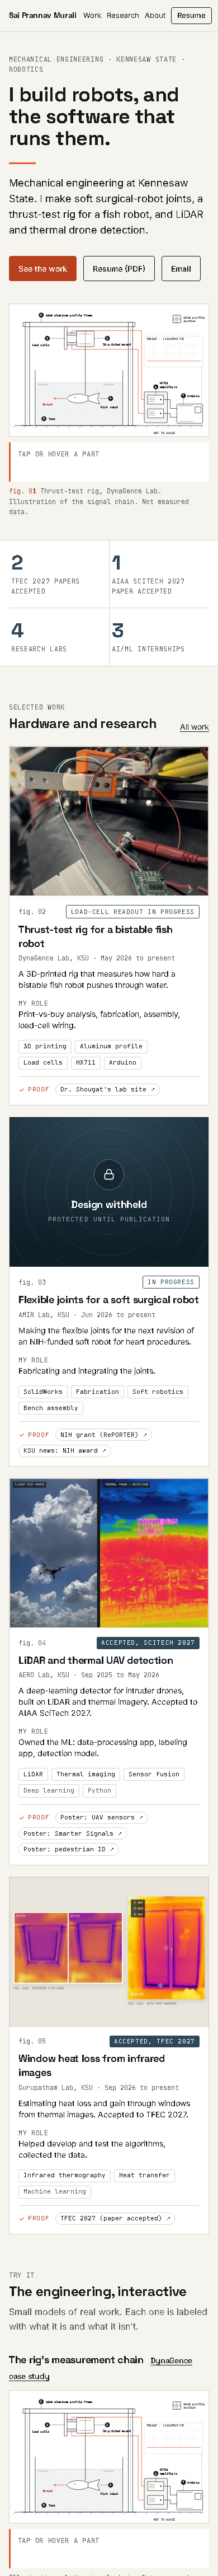 Sai Prannav Murali Work Research About Resume
MECHANICAL ENGINEERING · KENNESAW STATE ·
ROBOTICS
I build robots, and
the software that
runs them.
Mechanical engineering at Kennesaw
State. I make soft surgical-robot joints, a
thrust-test rig for a fish robot, and LiDAR
and thermal drone detection.
See the work Resume (PDF) Email
Load cells
Tank
NOT TO SCALE
TAP OR HOVER A PART
fig. 01 Thrust-test rig, DynaGence Lab.
Illustration of the signal chain. Not measured
data.
2
TFEC 2027 PAPERS
ACCEPTED
1
AIAA SCITECH 2027
PAPER ACCEPTED
4
RESEARCH LABS
3
AI/ML INTERNSHIPS
SELECTED WORK
Hardware and research All work
fig. 02 LOAD-CELL READOUT IN PROGRESS
Thrust-test rig for a bistable fish
robot
DynaGence Lab, KSU · May 2026 to present
A 3D-printed rig that measures how hard a
bistable fish robot pushes through water.
MY ROLE
Print-vs-buy analysis, fabrication, assembly,
load-cell wiring.
3D printing Aluminum profile
Load cells HX711 Arduino
✓ PROOF Dr. Shougat's lab site ↗
Design withheld
PROTECTED UNTIL PUBLICATION
fig. 03 IN PROGRESS
Flexible joints for a soft surgical robot
AMIR Lab, KSU · Jun 2026 to present
Making the flexible joints for the next revision of
an NIH-funded soft robot for heart procedures.
MY ROLE
Fabricating and integrating the joints.
SolidWorks Fabrication Soft robotics
Bench assembly
✓ PROOF NIH grant (RePORTER) ↗
KSU news: NIH award ↗
fig. 04 ACCEPTED, SCITECH 2027
LiDAR and thermal UAV detection
AERO Lab, KSU · Sep 2025 to May 2026
A deep-learning detector for intruder drones,
built on LiDAR and thermal imagery. Accepted to
AIAA SciTech 2027.
MY ROLE
Owned the ML: data-processing app, labeling
app, detection model.
LiDAR Thermal imaging Sensor fusion
Deep learning Python
✓ PROOF Poster: UAV sensors ↗
Poster: Smarter Signals ↗
Poster: pedestrian ID ↗
fig. 05 ACCEPTED, TFEC 2027
Window heat loss from infrared
images
Gurupatham Lab, KSU · Sep 2026 to present
Estimating heat loss and gain through windows
from thermal images. Accepted to TFEC 2027.
MY ROLE
Helped develop and test the algorithms,
collected the data.
Infrared thermography Heat transfer
Machine learning
✓ PROOF TFEC 2027 (paper accepted) ↗
TRY IT
The engineering, interactive
Small models of real work. Each one is labeled
with what it is and what it isn't.
The rig's measurement chain DynaGence
case study
Load cells
Tank
NOT TO SCALE
TAP OR HOVER A PART